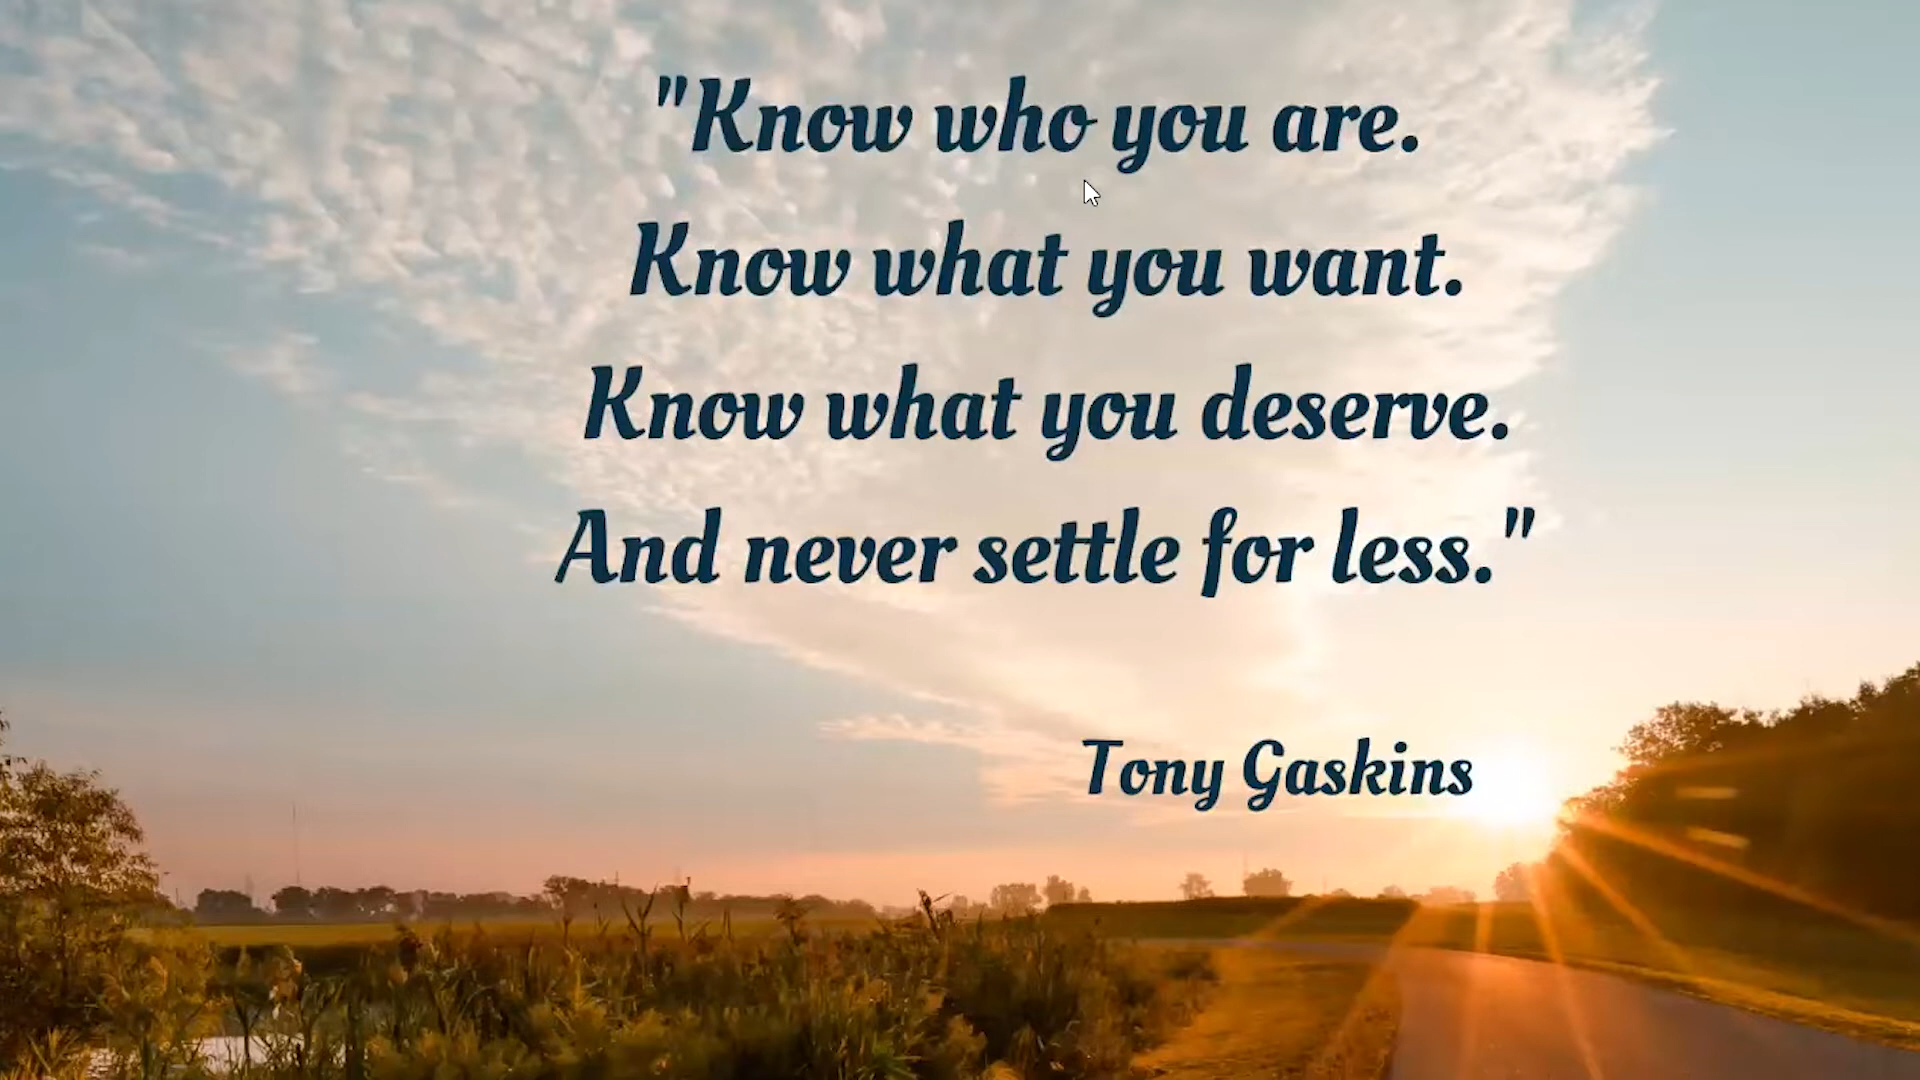 "Know who you are.
Know what you want.
Know what you deserve.
And never settle for less."
Tony Gaskins